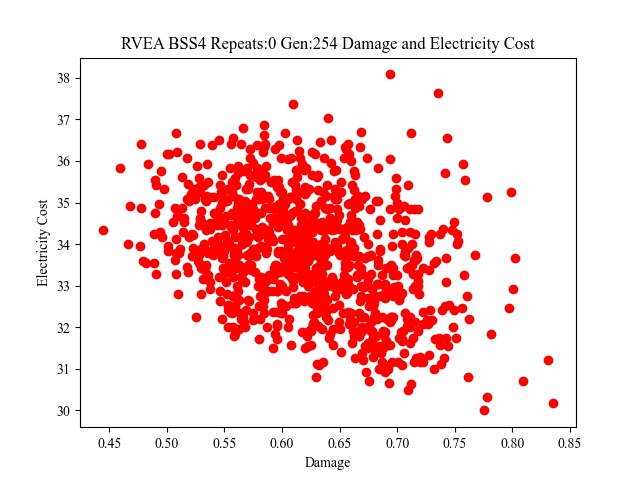 RVEA BSS4 Repeats:0 Gen:254 Damage and Electricity Cost
38
37
36
35
34
33
32
31
30
Electricity Cost
0.45 0.50 0.55 0.60 0.65 0.70 0.75 0.80 0.85
Damage